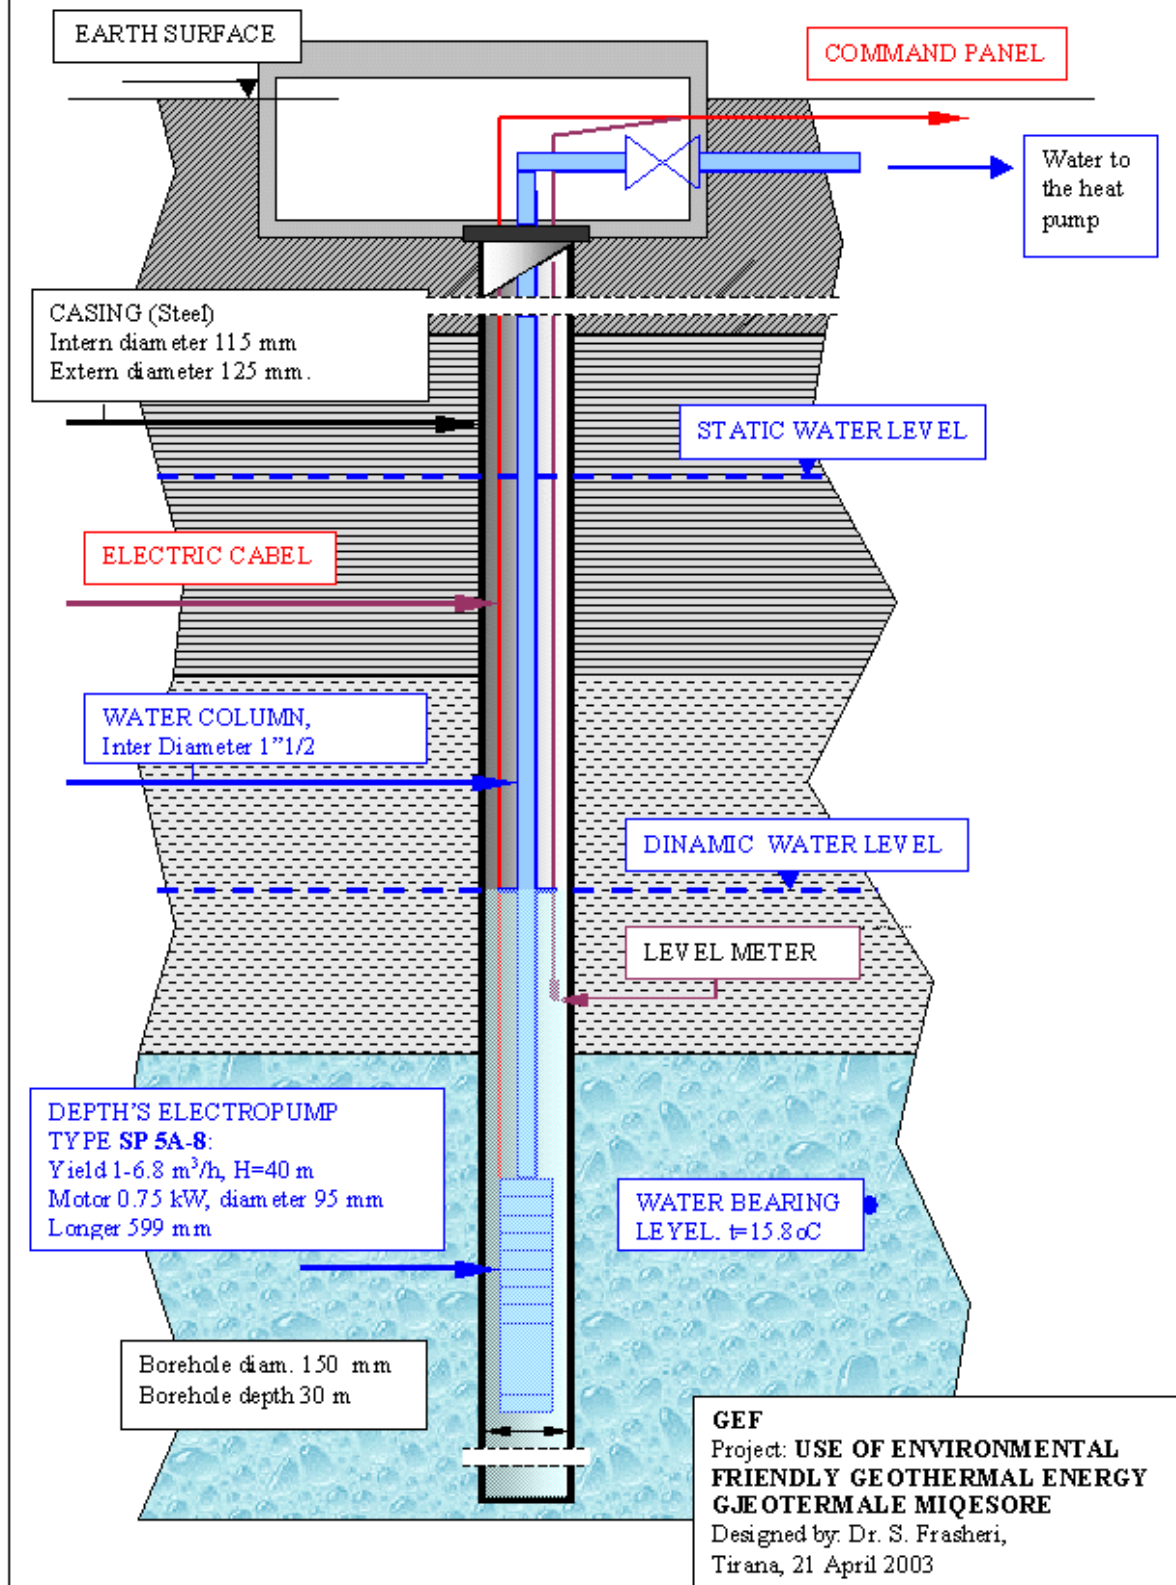 EARTH SURFACE
COMMAND PANEL
Water to
the heat
pump
CASING (Steel)
Intern diameter 115 mm
Extern diameter 125 mm.
STATIC WATER LEVEL
ELECTRIC CABEL
WATER COLUMN,
Inter Diameter 1”1/2
DINAMIC WATER LEVEL
LEVEL METER
DEPTH'S ELECTROPUMP
TYPE SP 5A-8:
Yield 1-6.8 m³/h, H=40 m
Motor 0.75 kW, diameter 95 mm
Longer 599 mm
WATER BEARING
LEYEL. t=15.8oC
Borehole diam. 150 mm
Borehole depth 30 m
GEF
Project: USE OF ENVIRONMENTAL
FRIENDLY GEOTHERMAL ENERGY
GJEOTERMALE MIQESORE
Designed by: Dr. S. Frasheri,
Tirana, 21 April 2003